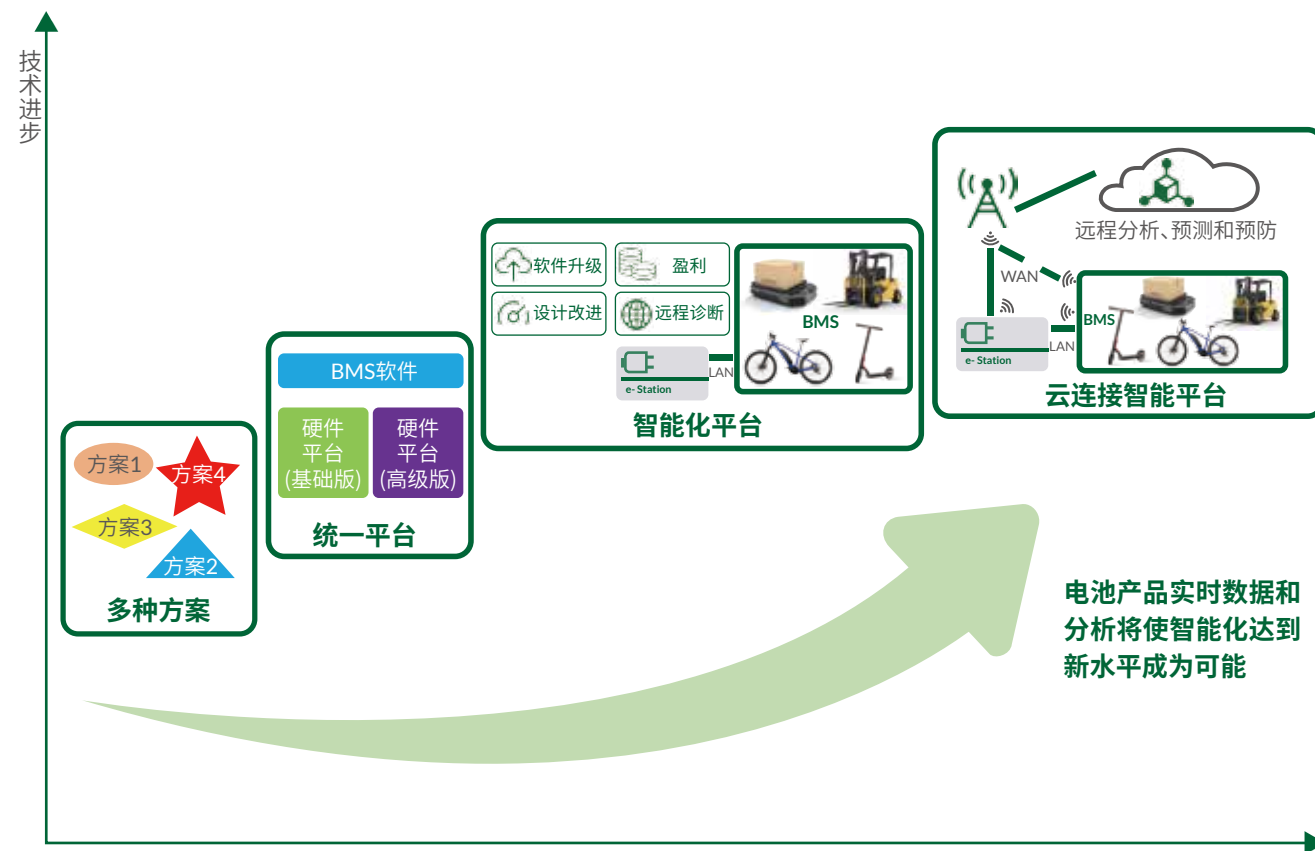 技术进步
方案1
方案4
方案3
方案2
多种方案
BMS软件
硬件
平台
(基础版)
硬件
平台
(高级版)
统一平台
软件升级
盈利
设计改进
远程诊断
BMS
e-Station
LAN
智能化平台
远程分析、预测和预防
WAN
BMS
LAN
e-Station
云连接智能平台
电池产品实时数据和
分析将使智能化达到
新水平成为可能